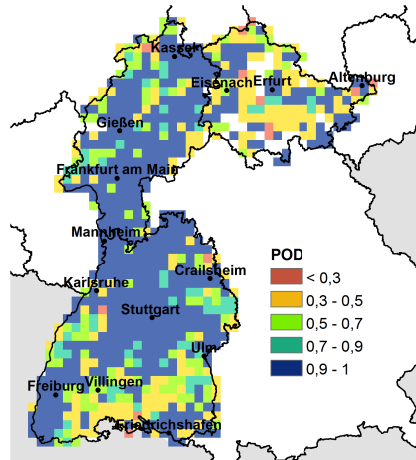 Kassel
Eisenach
Erfurt
Altenburg
Gießen
Frankfurt am Main
Mannheim
Crailsheim
Karlsruhe
Stuttgart
Ulm
Freiburg
Villingen
Friedrichshafen
POD
< 0,3
0,3 - 0,5
0,5 - 0,7
0,7 - 0,9
0,9 - 1